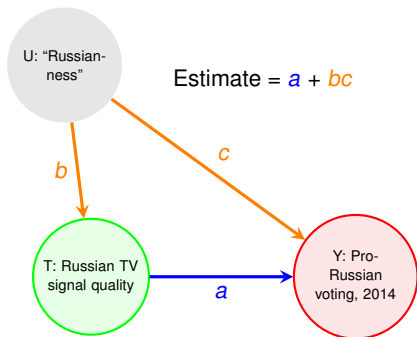 U: “Russian-
ness”
Estimate = a + bc
b
c
T: Russian TV
signal quality
a
Y: Pro-
Russian
voting, 2014